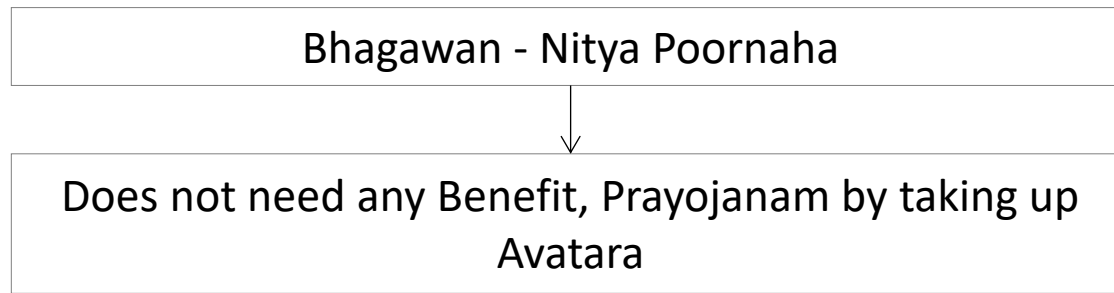 Bhagawan - Nitya Poornaha
Does not need any Benefit, Prayojanam by taking up
Avatara